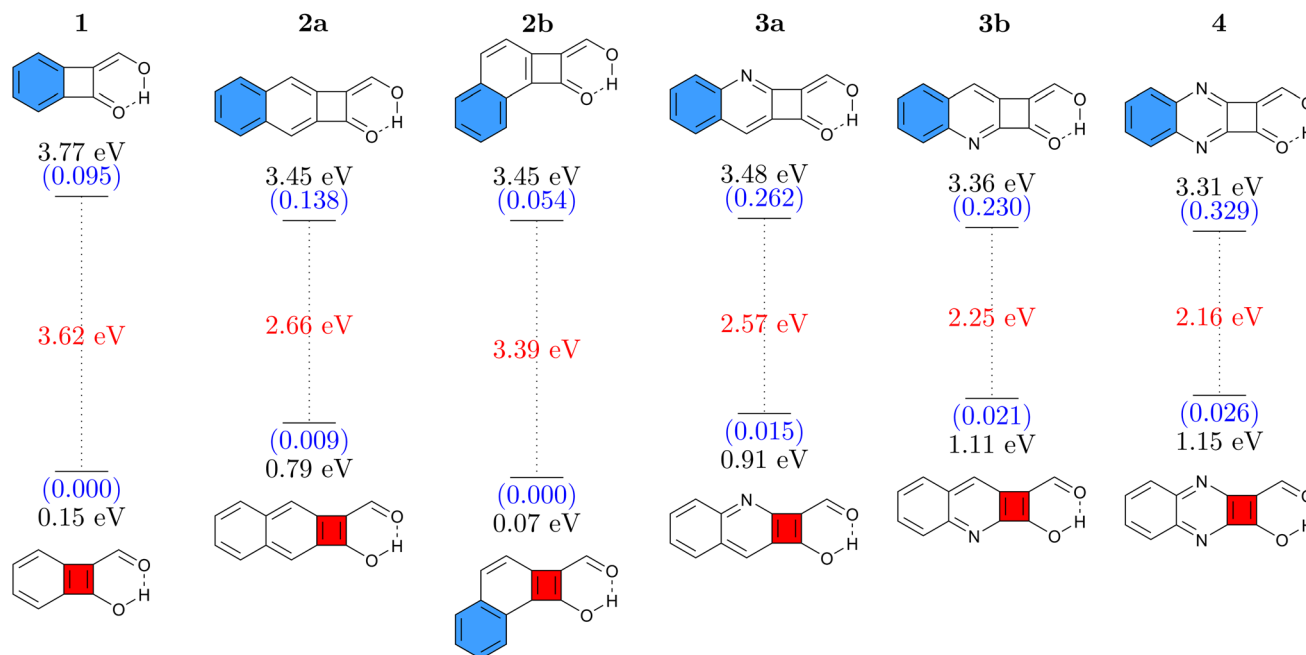 1 2a 2b 3a 3b 4
O H O
O H O
O H O
N O H O
N O H O
N N O H O
3.77 eV 3.45 eV 3.45 eV 3.48 eV 3.36 eV 3.31 eV
(0.095) (0.138) (0.054) (0.262) (0.230) (0.329)
3.62 eV 2.66 eV 3.39 eV 2.57 eV 2.25 eV 2.16 eV
(0.000) (0.009) (0.000) (0.015) (0.021) (0.026)
0.15 eV 0.79 eV 0.07 eV 0.91 eV 1.11 eV 1.15 eV
O H O
O H O
O H O
N O H O
N O H O
N N O H O